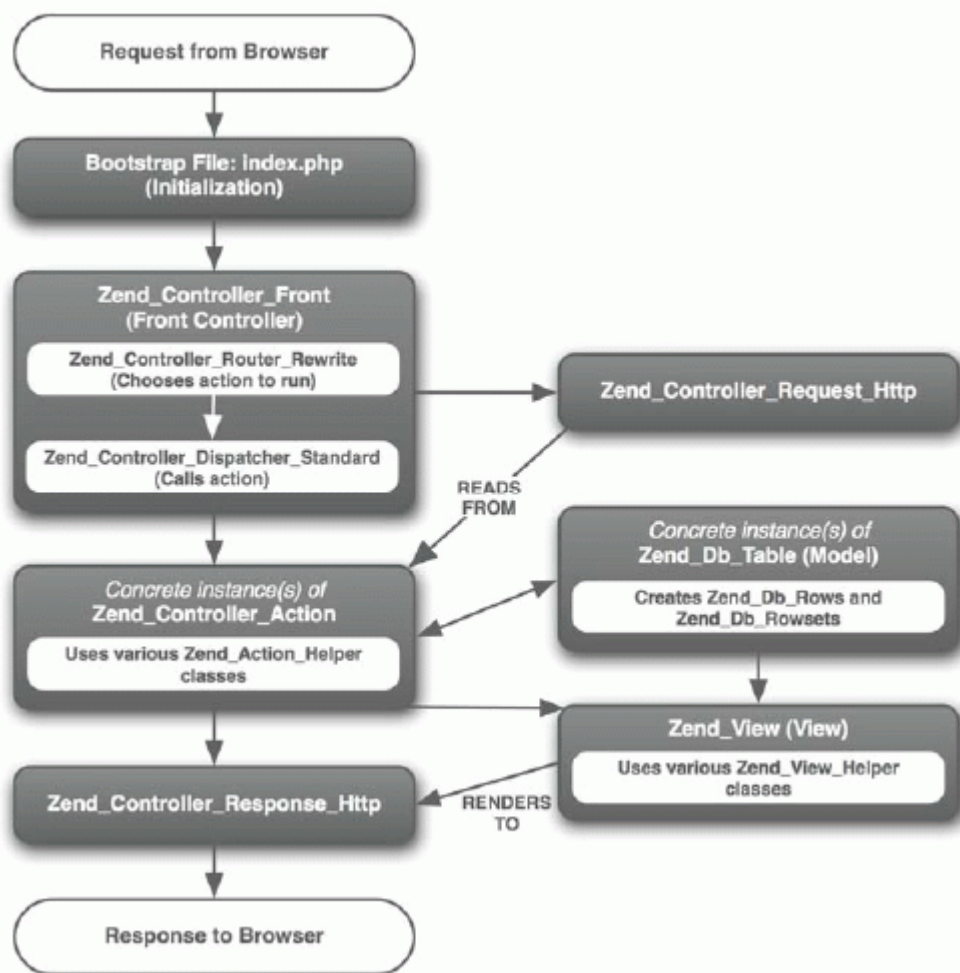 Request from Browser
Bootstrap File: index.php
(Initialization)
Zend_Controller_Front
(Front Controller)
Zend_Controller_Router_Rewrite
(Chooses action to run)
Zend_Controller_Dispatcher_Standard
(Calls action)
Zend_Controller_Request_Http
READS
FROM
Concrete instance(s) of
Zend_Controller_Action
Uses various Zend_Action_Helper
classes
Concrete instance(s) of
Zend_Db_Table (Model)
Creates Zend_Db_Rows and
Zend_Db_Rowsets
Zend_View (View)
Uses various Zend_View_Helper
classes
Zend_Controller_Response_Http
RENDERS
TO
Response to Browser